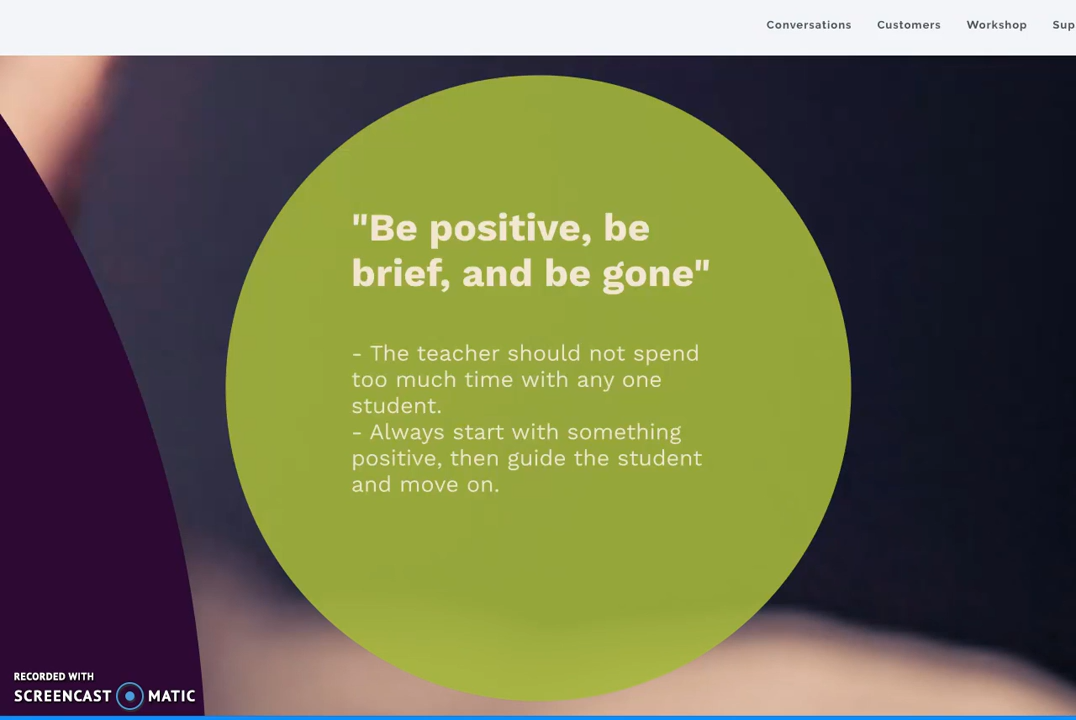 Conversations Customers Workshop Sup
"Be positive, be
brief, and be gone"
- The teacher should not spend
too much time with any one
student.
- Always start with something
positive, then guide the student
and move on.
RECORDED WITH
SCREENCAST MATIC